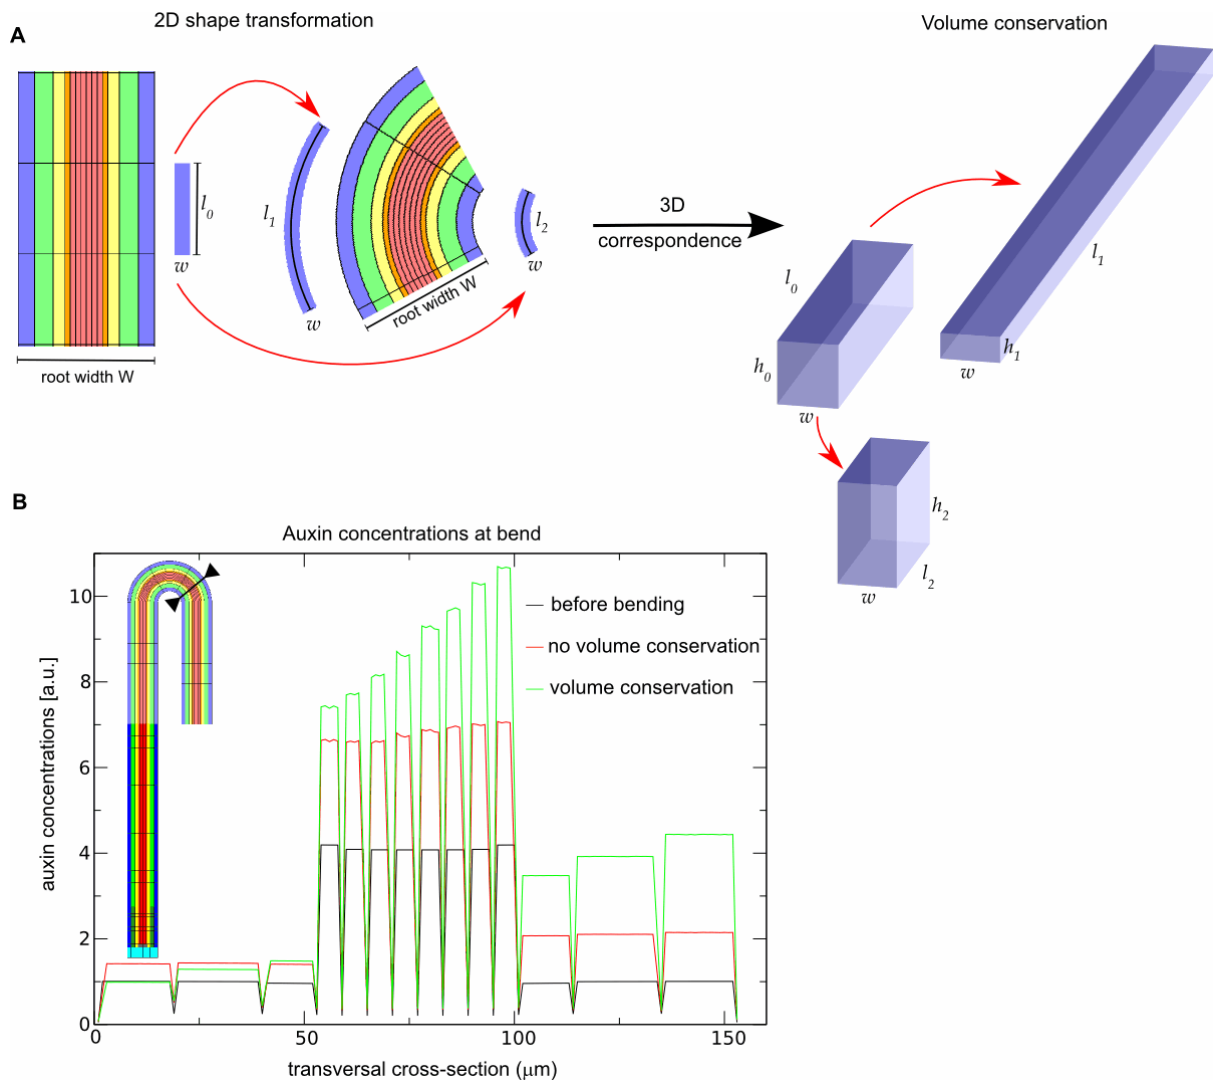 2D shape transformation
Volume conservation
A
l0
w
root width W
l1
w
root width W
l2
w
3D
correspondence
l0
h0
w
l1
h1
w
h2
l2
w
B
Auxin concentrations at bend
before bending
no volume conservation
volume conservation
auxin concentrations [a.u.]
10
8
6
4
2
0
0
50
100
150
transversal cross-section (μm)